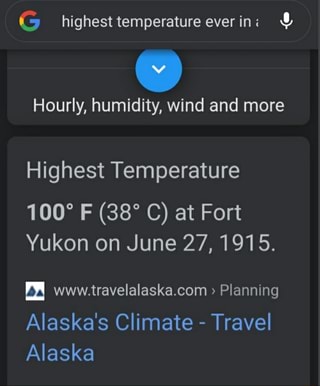 highest temperature ever in
Hourly, humidity, wind and more
Highest Temperature
100° F (38° C) at Fort
Yukon on June 27, 1915.
www.travelalaska.com › Planning
Alaska's Climate - Travel
Alaska